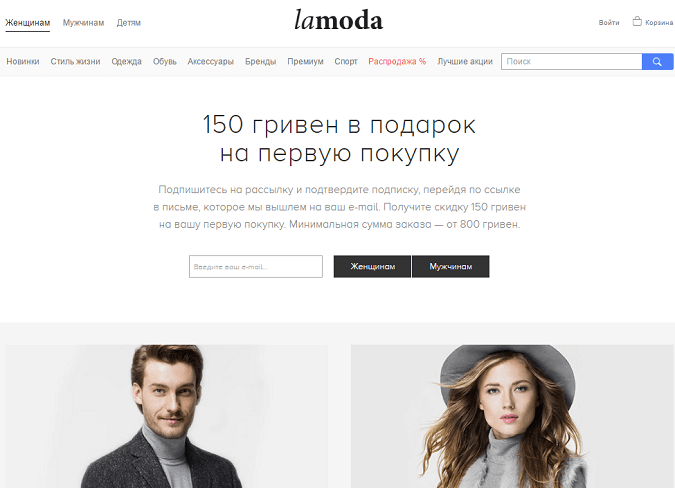 Женщинам Мужчинам Детям
lamoda
Войти Корзина
Новинки Стиль жизни Одежда Обувь Аксессуары Бренды Премиум Спорт Распродажа % Лучшие акции Поиск
150 гривен в подарок
на первую покупку
Подпишитесь на рассылку и подтвердите подписку, перейдя по ссылке
в письме, которое мы вышлем на ваш e-mail. Получите скидку 150 гривен
на вашу первую покупку. Минимальная сумма заказа — от 800 гривен.
Введите ваш e-mail... Женщинам Мужчинам